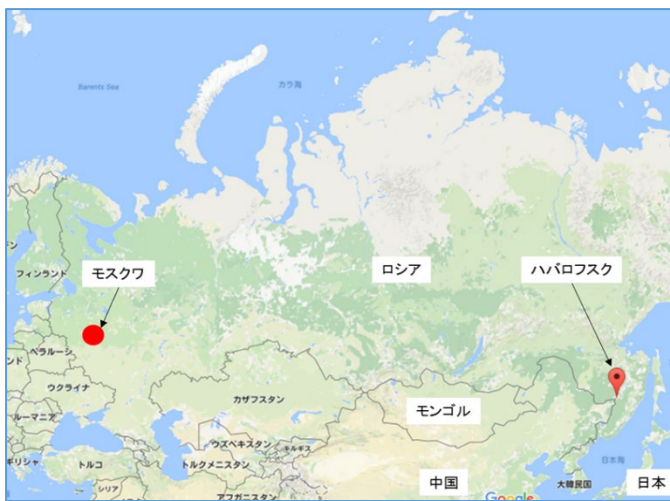 Barents Sea
カラ海
モスクワ
ロシア
ハバロフスク
フィンランド
ベラルーシ
ウクライナ
カザフスタン
モンゴル
ルーマニア
ウズベキスタン
キルギス
日本海
ギリシャ
トルコ
トルクメニスタン
シリア
アフガニスタン
中国
大韓民国
日本
Google